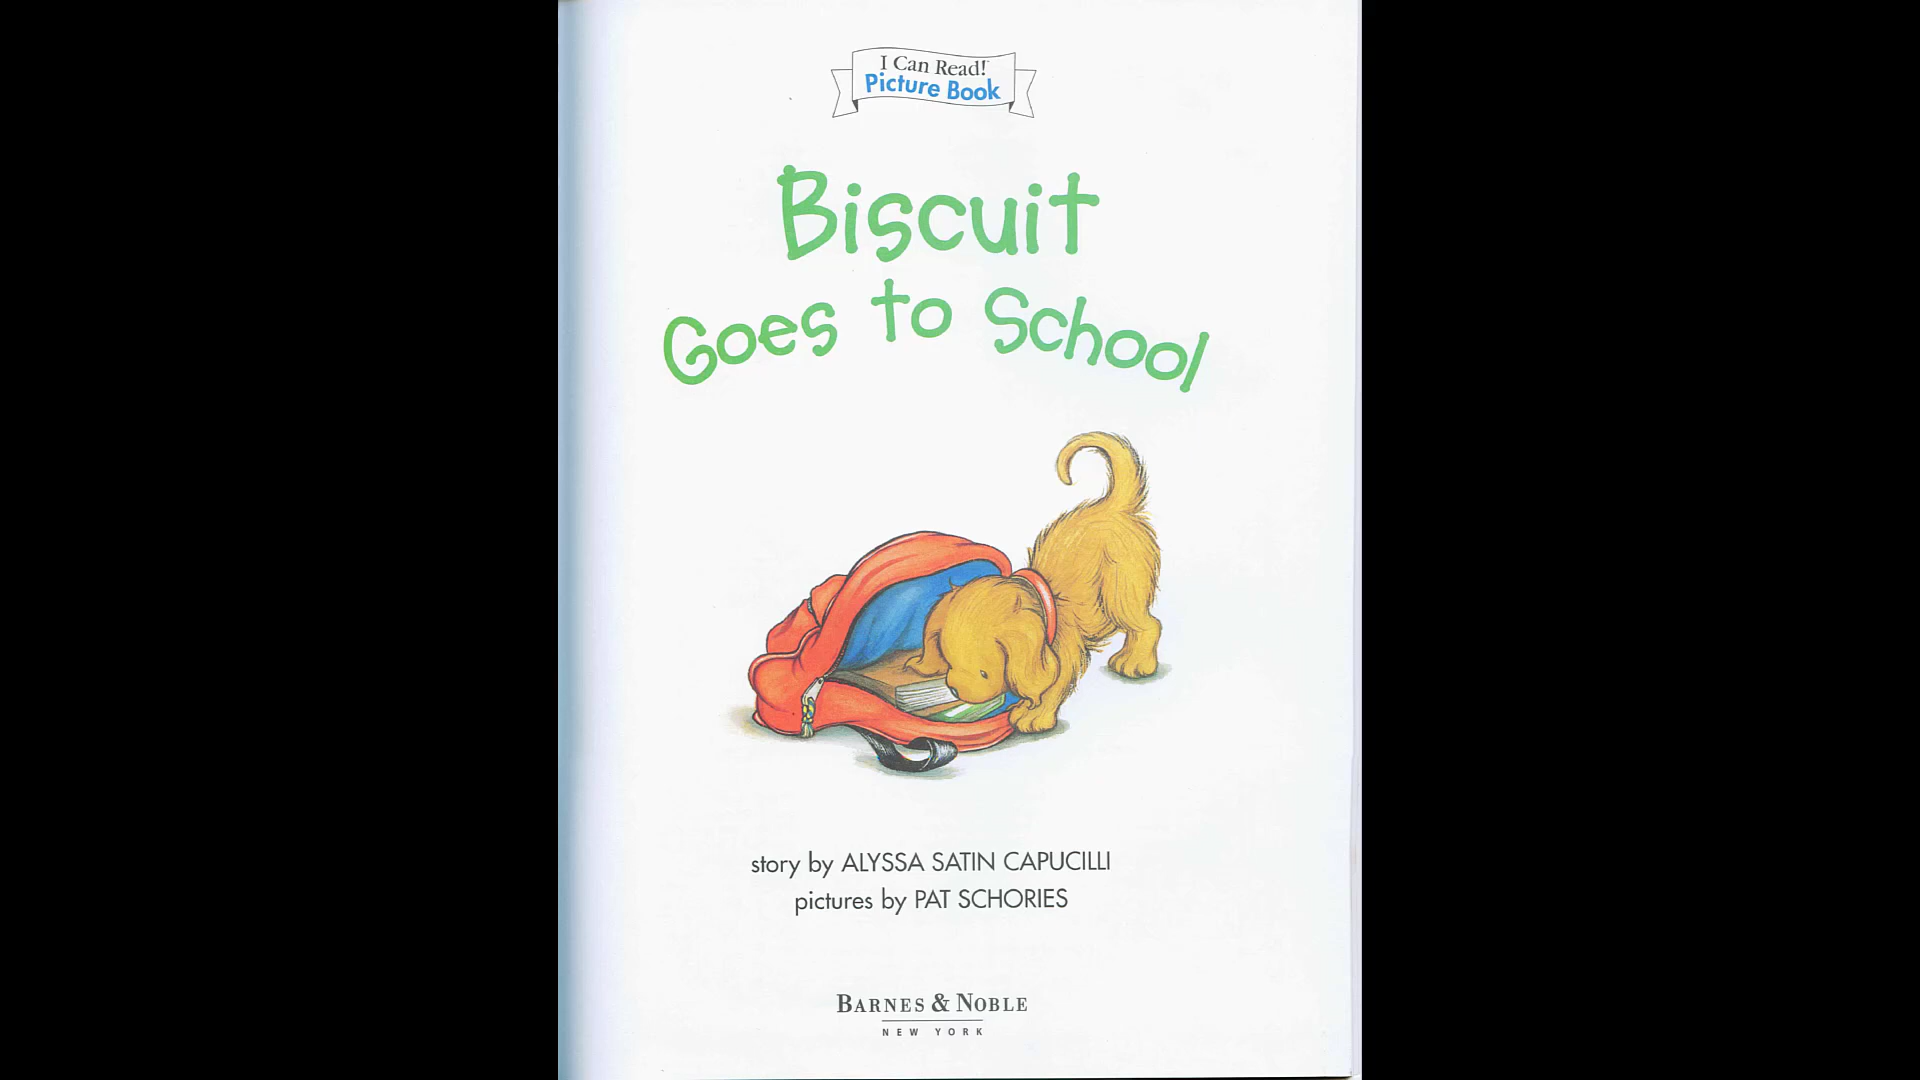 I Can Read!
Picture Book
Biscuit
Goes to School
story by ALYSSA SATIN CAPUCILLI
pictures by PAT SCHORIES
BARNES & NOBLE
NEW YORK